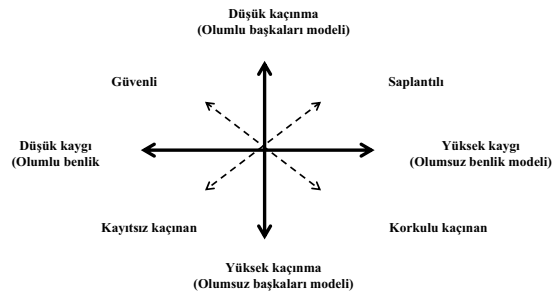 Düşük kaçınma
(Olumlu başkaları modeli)
Güvenli
Saplantılı
Düşük kaygı
(Olumlu benlik
Yüksek kaygı
(Olumsuz benlik modeli)
Kayıtsız kaçınan
Korkulu kaçınan
Yüksek kaçınma
(Olumsuz başkaları modeli)